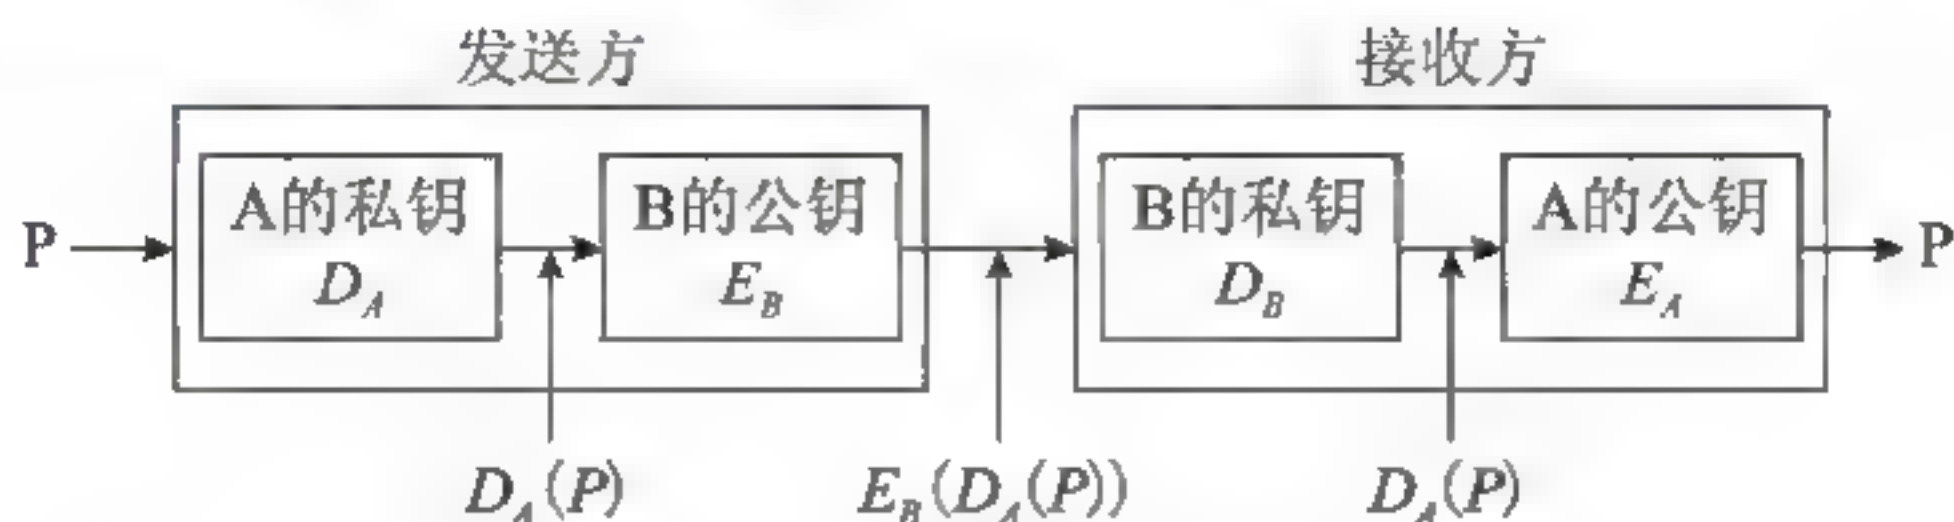 发送方 接收方
P A的私钥 B的公钥 B的私钥 A的公钥 P
D_A E_B D_B E_A
D_A(P) E_B(D_A(P)) D_A(P)